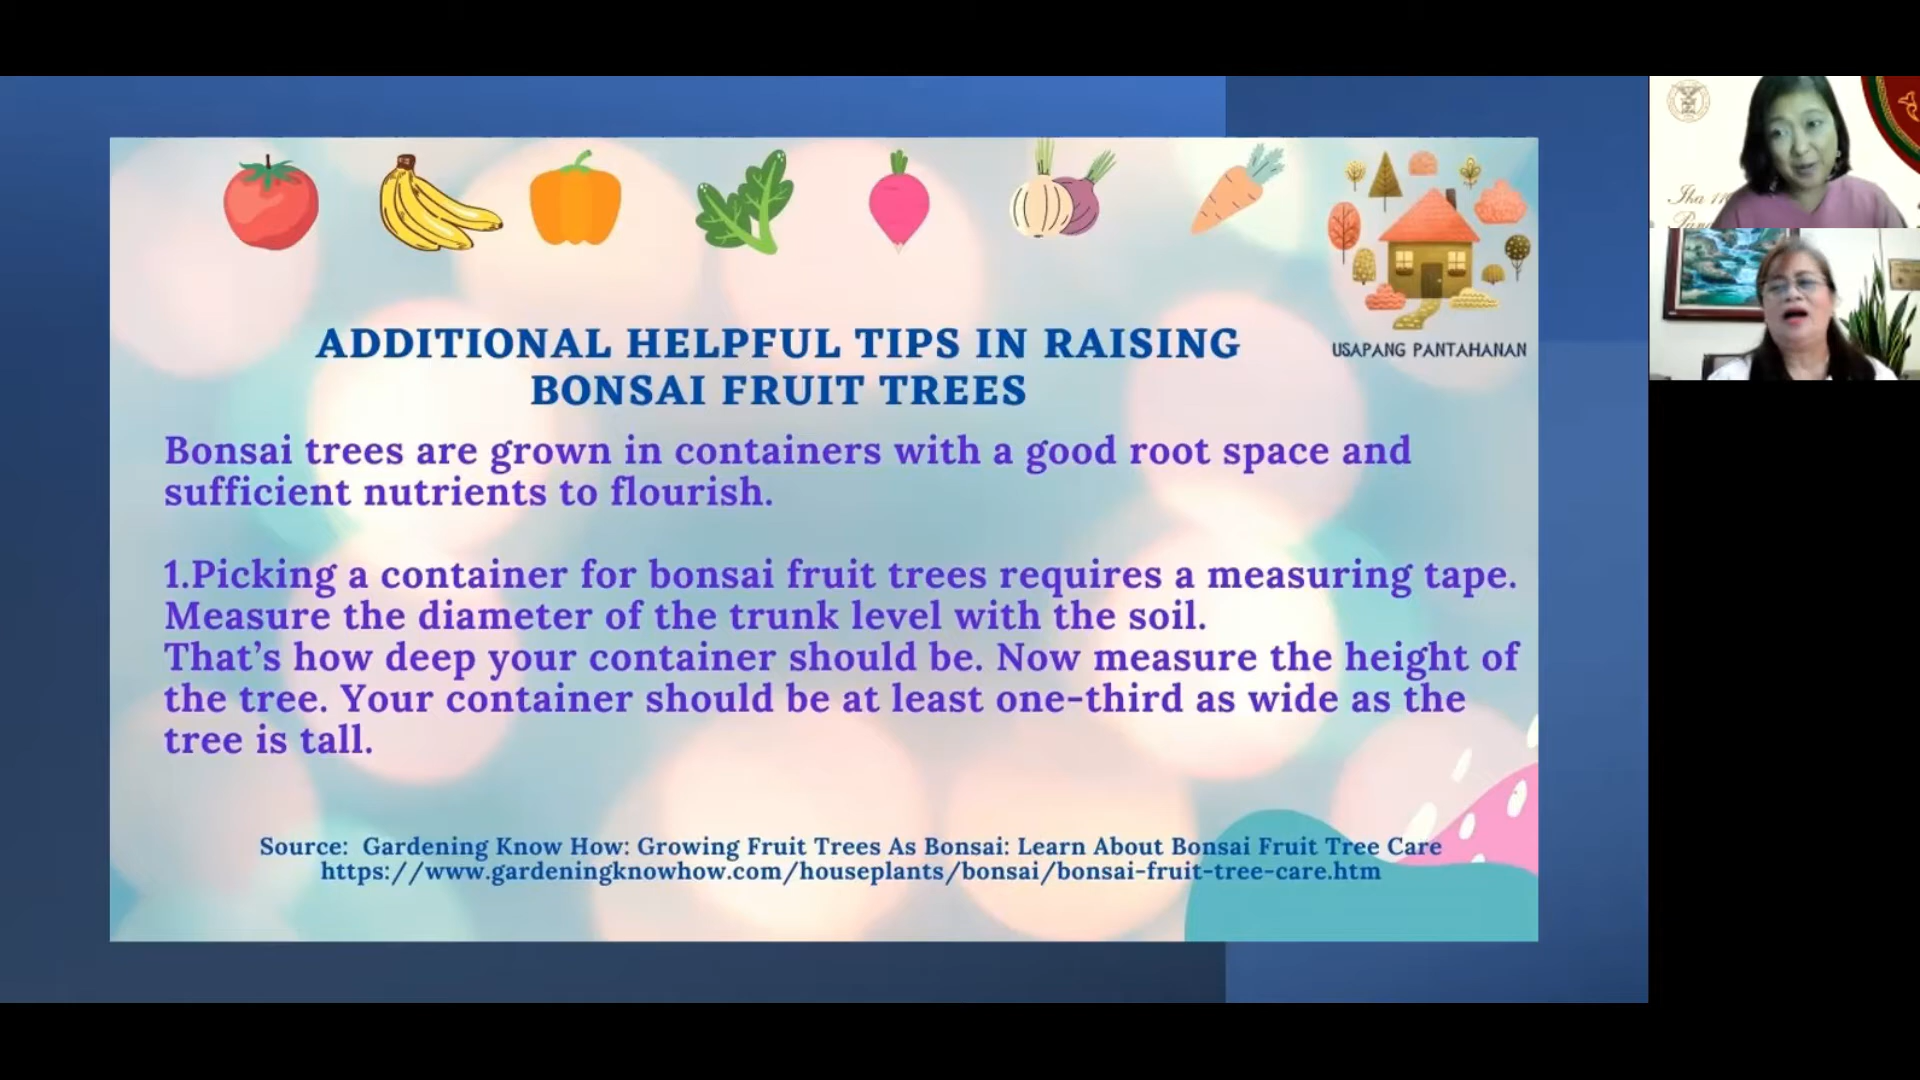 ADDITIONAL HELPFUL TIPS IN RAISING
BONSAI FRUIT TREES
USAPANG PANTAHANAN
Bonsai trees are grown in containers with a good root space and
sufficient nutrients to flourish.
1.Picking a container for bonsai fruit trees requires a measuring tape.
Measure the diameter of the trunk level with the soil.
That's how deep your container should be. Now measure the height of
the tree. Your container should be at least one-third as wide as the
tree is tall.
Source: Gardening Know How: Growing Fruit Trees As Bonsai: Learn About Bonsai Fruit Tree Care
https://www.gardeningknowhow.com/houseplants/bonsai/bonsai-fruit-tree-care.htm
Ika